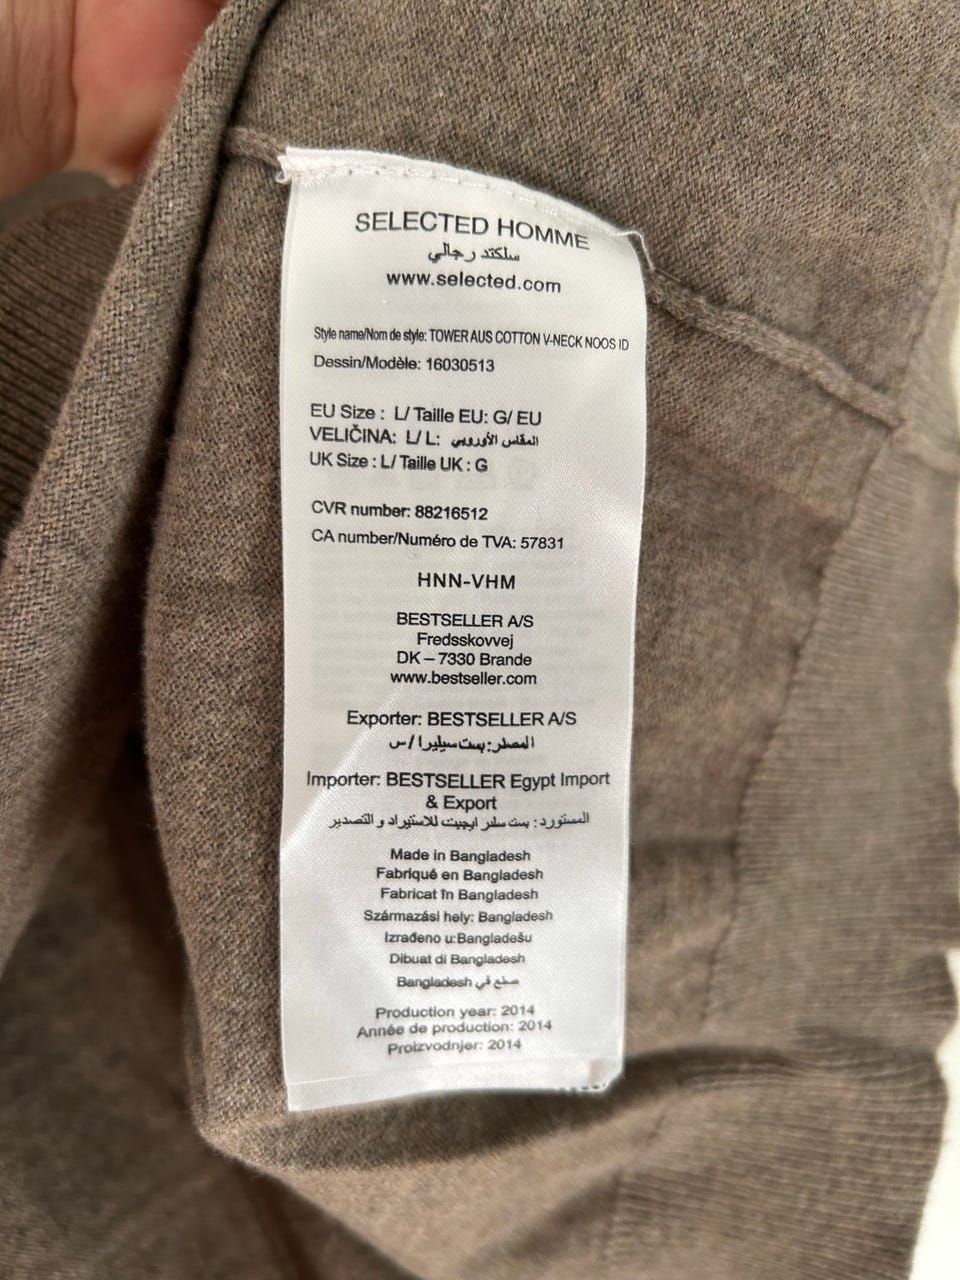 SELECTED HOMME
سلكتد رجالي
www.selected.com
Style name/Nom de style: TOWER AUS COTTON V-NECK NOOS ID
Dessin/Modèle: 16030513
EU Size : L/ Taille EU: G/ EU
VELIČINA: L/ L: المقاس الأوروبي
UK Size : L/ Taille UK : G
CVR number: 88216512
CA number/Numéro de TVA: 57831
HNN-VHM
BESTSELLER A/S
Fredsskovvej
DK – 7330 Brande
www.bestseller.com
Exporter: BESTSELLER A/S
المصدر: بست سيليرا / س
Importer: BESTSELLER Egypt Import
& Export
المستورد : بست سلر ايجيبت للاستيراد و التصدير
Made in Bangladesh
Fabriqué en Bangladesh
Fabricat în Bangladesh
Származási hely: Bangladesh
Izrađeno u:Bangladešu
Dibuat di Bangladesh
Bangladesh صنع في
Production year: 2014
Année de production: 2014
Proizvodnjer: 2014